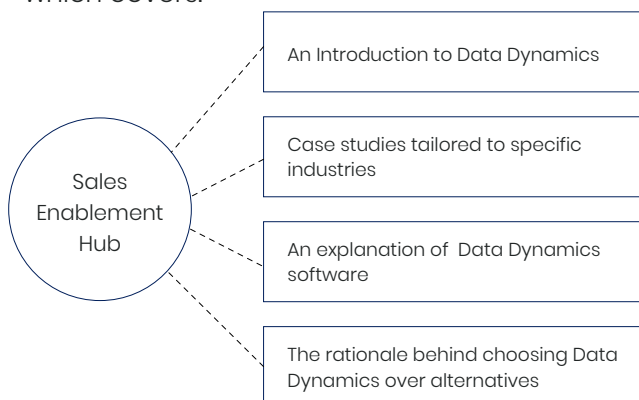 which covers:
An Introduction to Data Dynamics
Case studies tailored to specific
industries
Sales
Enablement
Hub
An explanation of Data Dynamics
software
The rationale behind choosing Data
Dynamics over alternatives